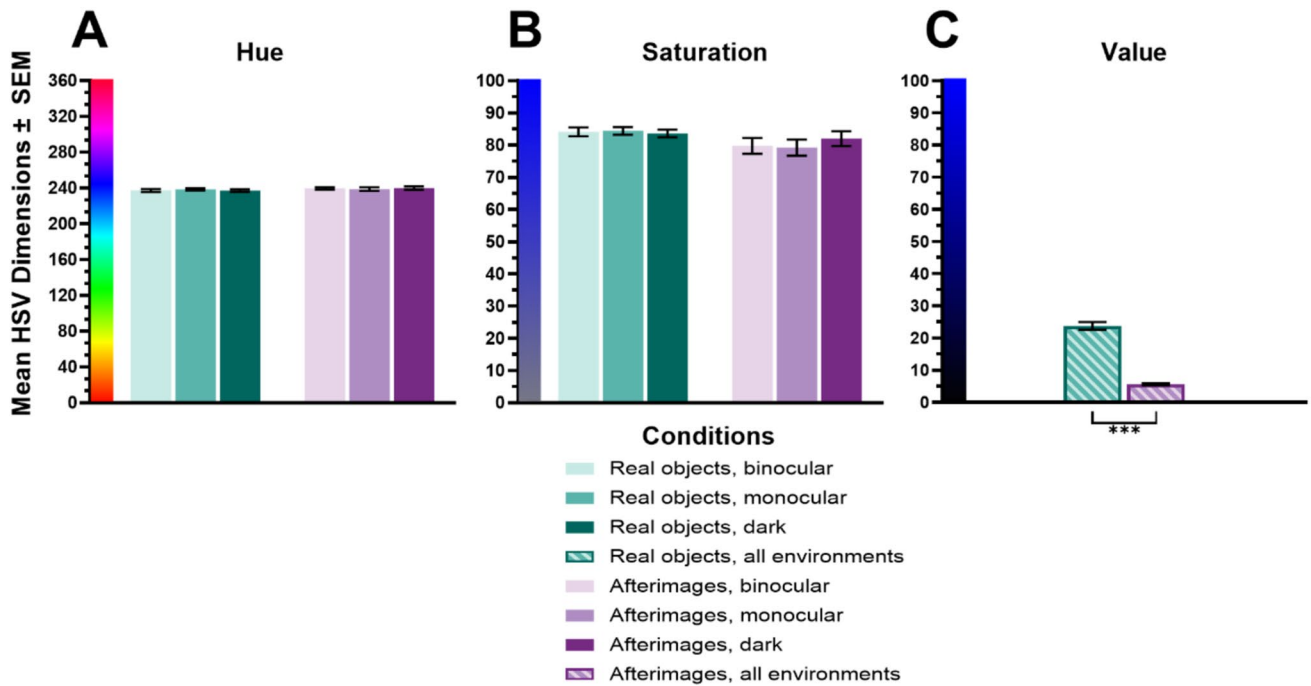 A
Hue
B
Saturation
C
Value
Mean HSV Dimensions ± SEM
360
320
280
240
200
160
120
80
40
0
100
90
80
70
60
50
40
30
20
10
0
100
90
80
70
60
50
40
30
20
10
0
***
Conditions
Real objects, binocular
Real objects, monocular
Real objects, dark
Real objects, all environments
Afterimages, binocular
Afterimages, monocular
Afterimages, dark
Afterimages, all environments